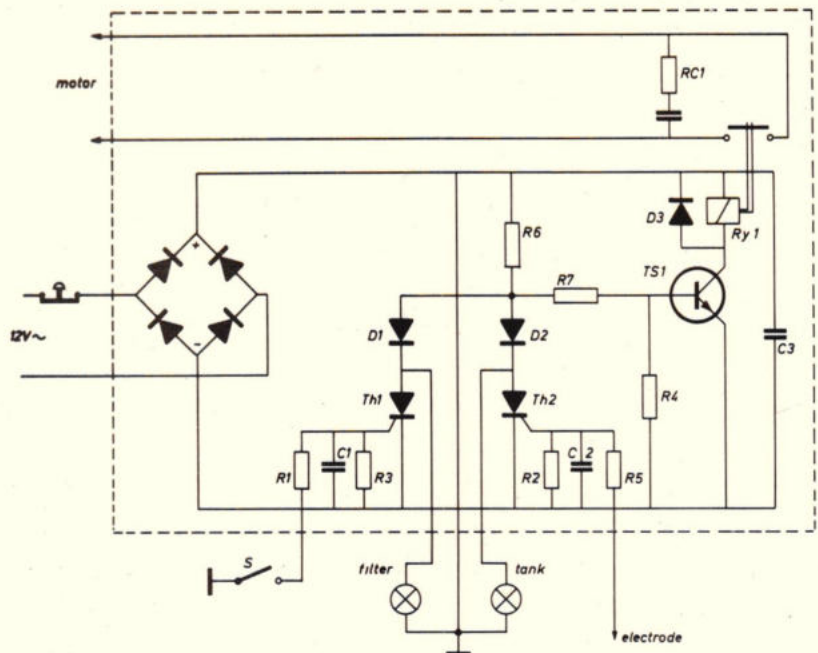 motor
RC1
+
R6
D3
Ry 1
TS1
R7
12V~
-
D1
D2
C3
Th1
Th2
R4
R1
C1
R3
R2
C 2
R5
S
filter
tank
electrode